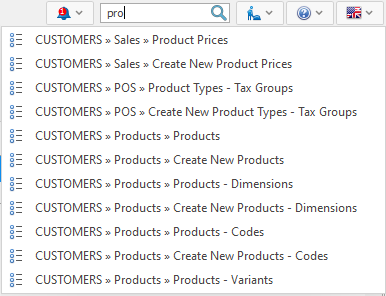 1
pro
CUSTOMERS » Sales » Product Prices
CUSTOMERS » Sales » Create New Product Prices
CUSTOMERS » POS » Product Types - Tax Groups
CUSTOMERS » POS » Create New Product Types - Tax Groups
CUSTOMERS » Products » Products
CUSTOMERS » Products » Create New Products
CUSTOMERS » Products » Products - Dimensions
CUSTOMERS » Products » Create New Products - Dimensions
CUSTOMERS » Products » Products - Codes
CUSTOMERS » Products » Create New Products - Codes
CUSTOMERS » Products » Products - Variants